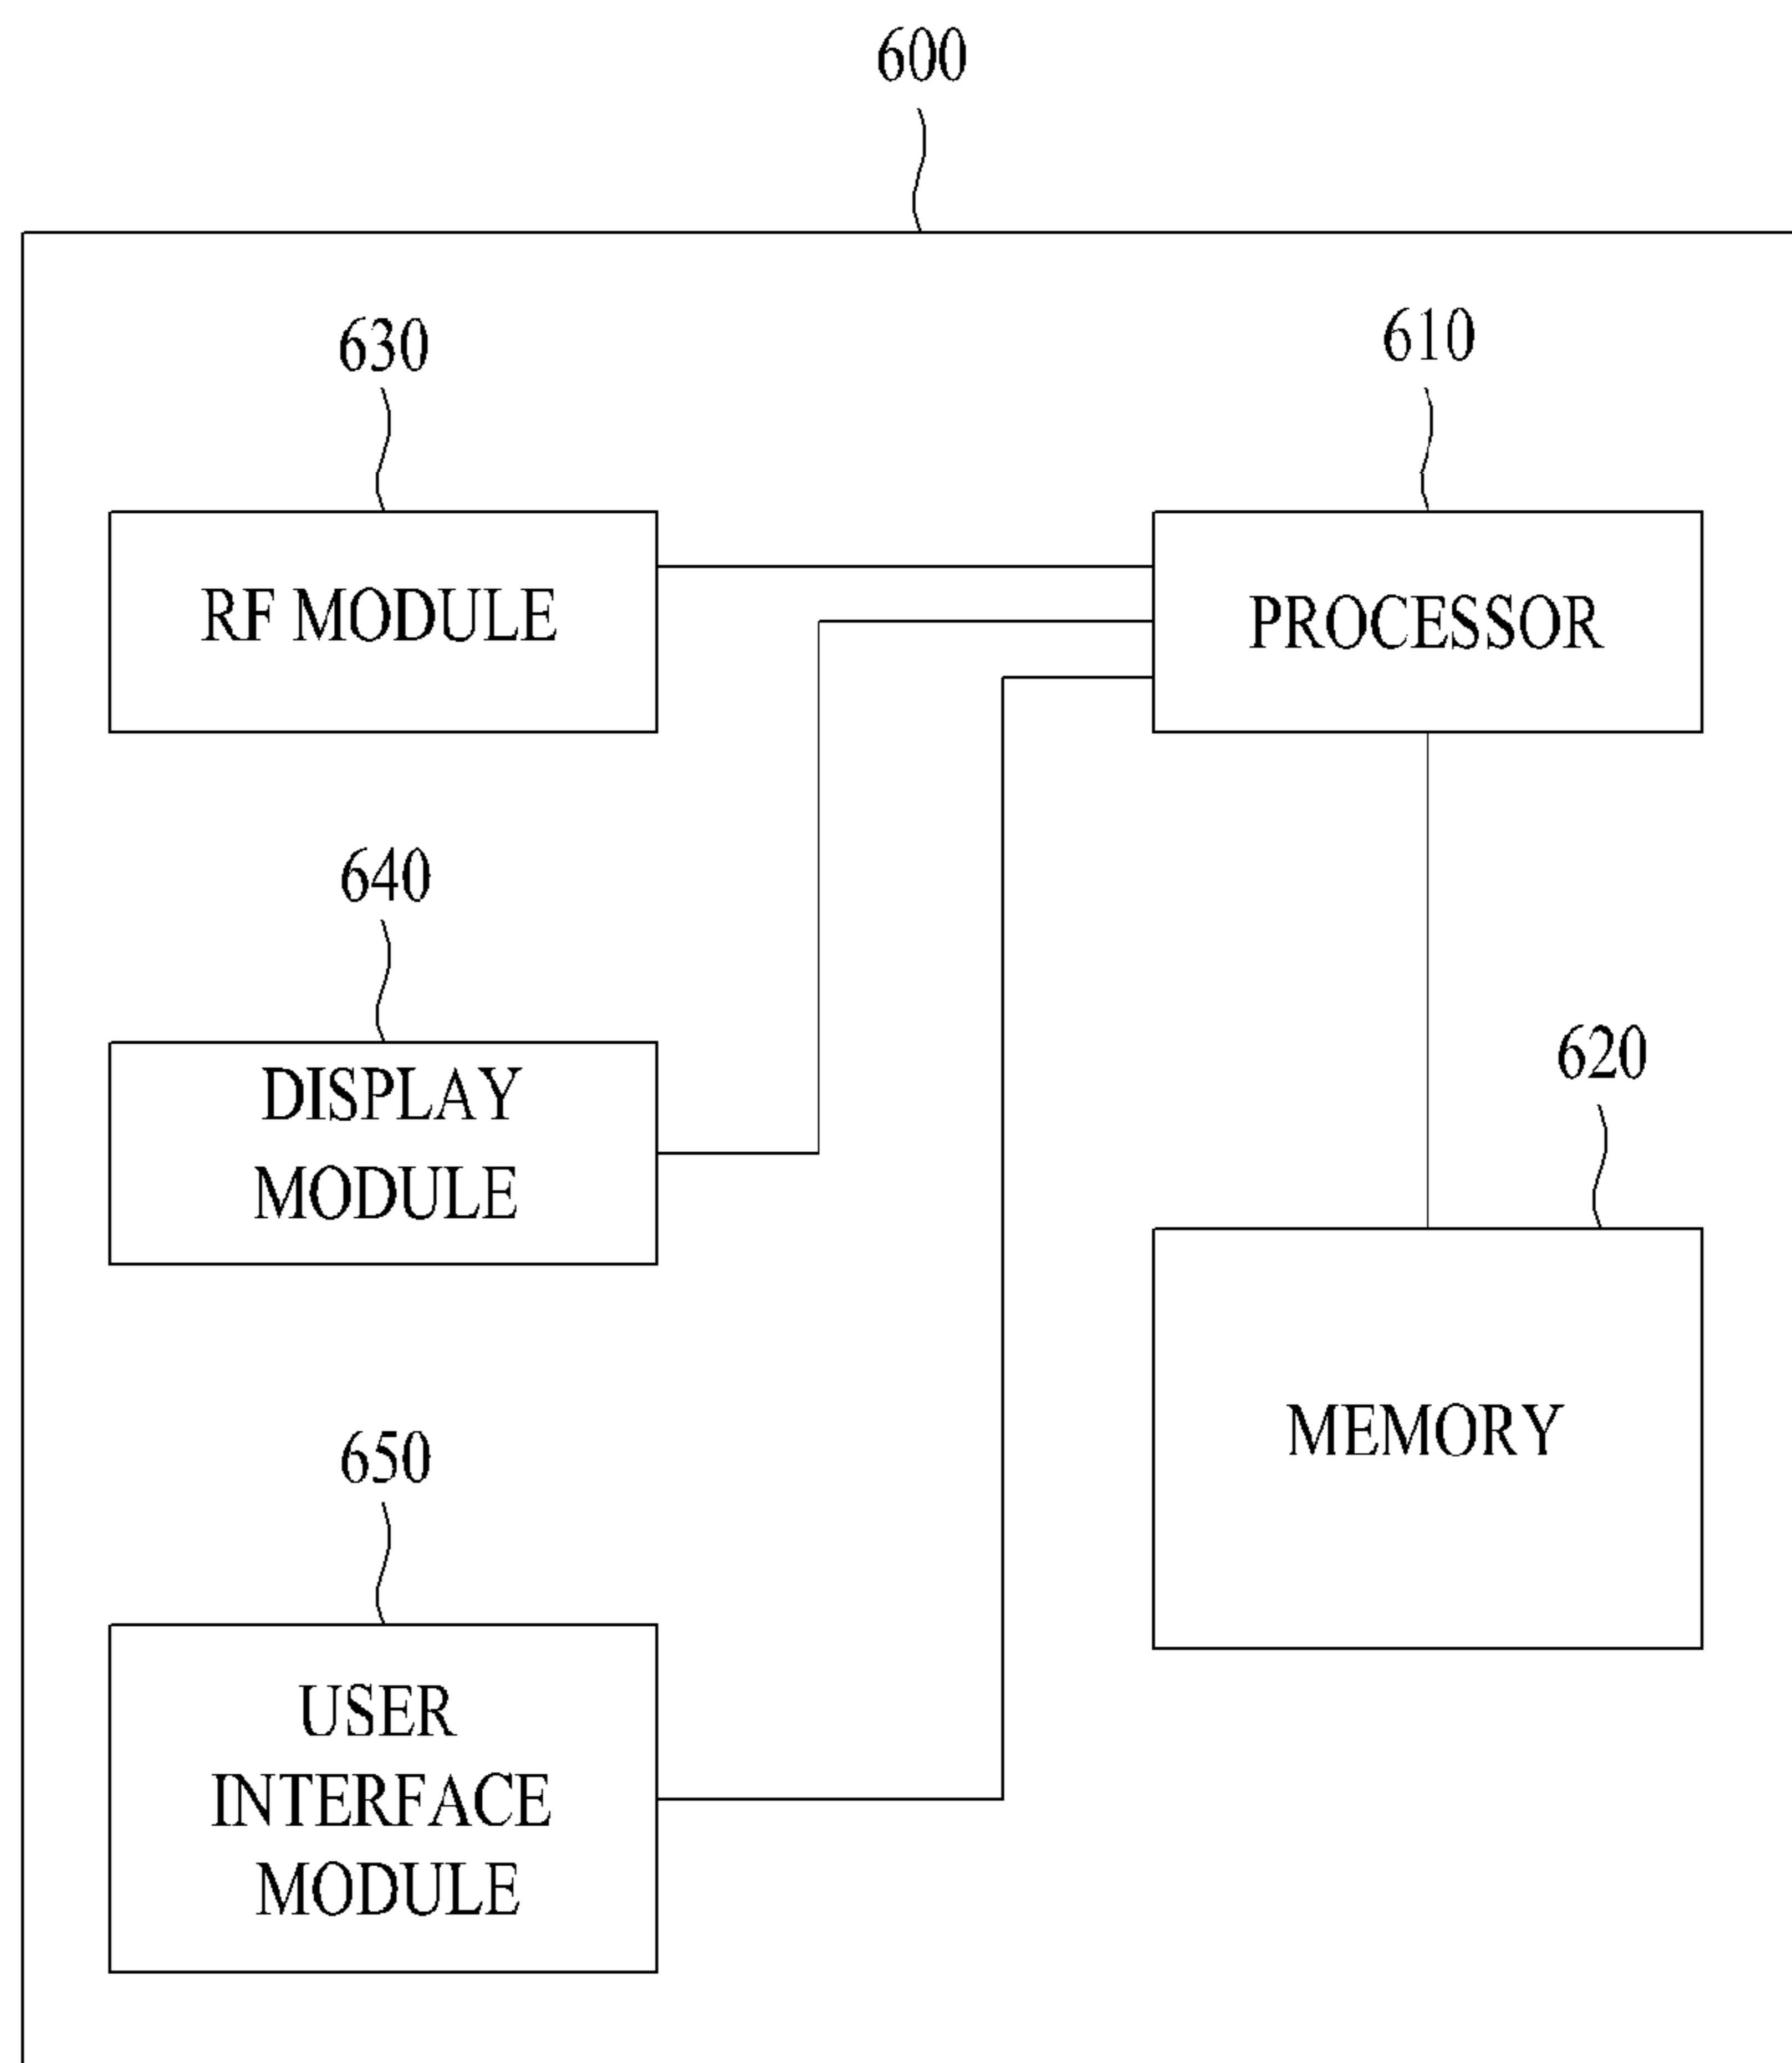 600
630
610
RF MODULE
PROCESSOR
640
DISPLAY
MODULE
620
MEMORY
650
USER
INTERFACE
MODULE